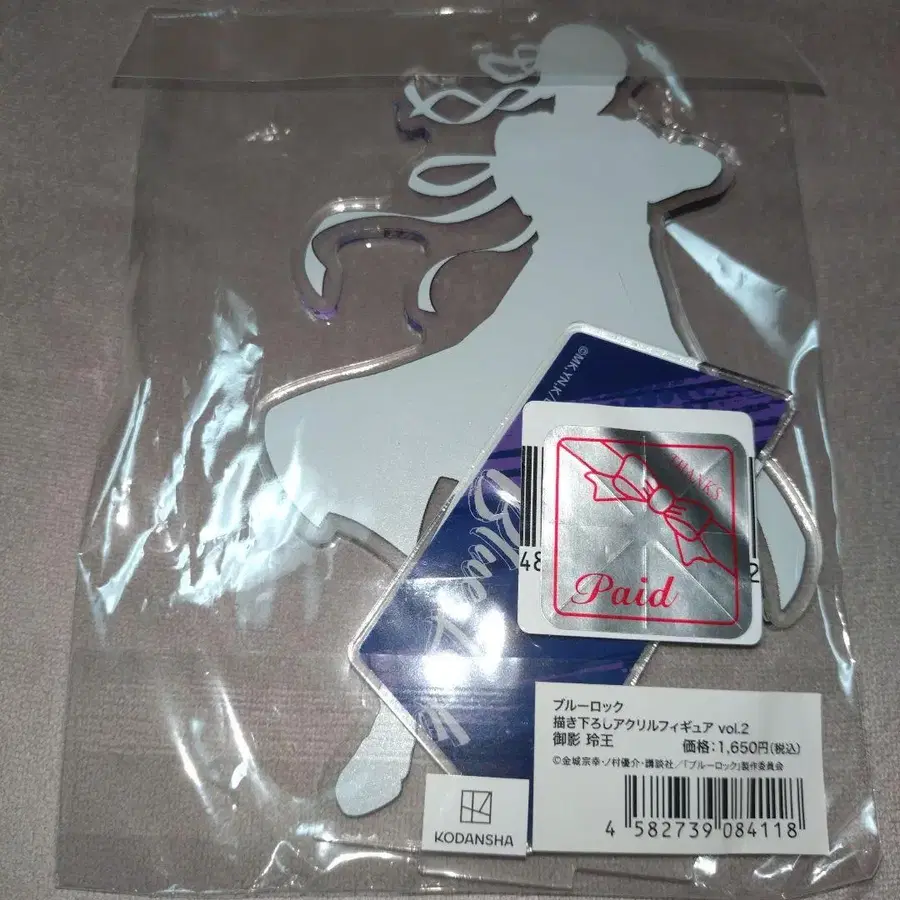 ©MK,YN,K/
Blue
THANKS
Paid
48
2
ブルーロック
描き下ろしアクリルフィギュア vol.2
御影 玲王 価格:1,650円(税込)
©金城宗幸・ノ村優介・講談社/「ブルーロック」製作委員会
4 582739 084118
KODANSHA